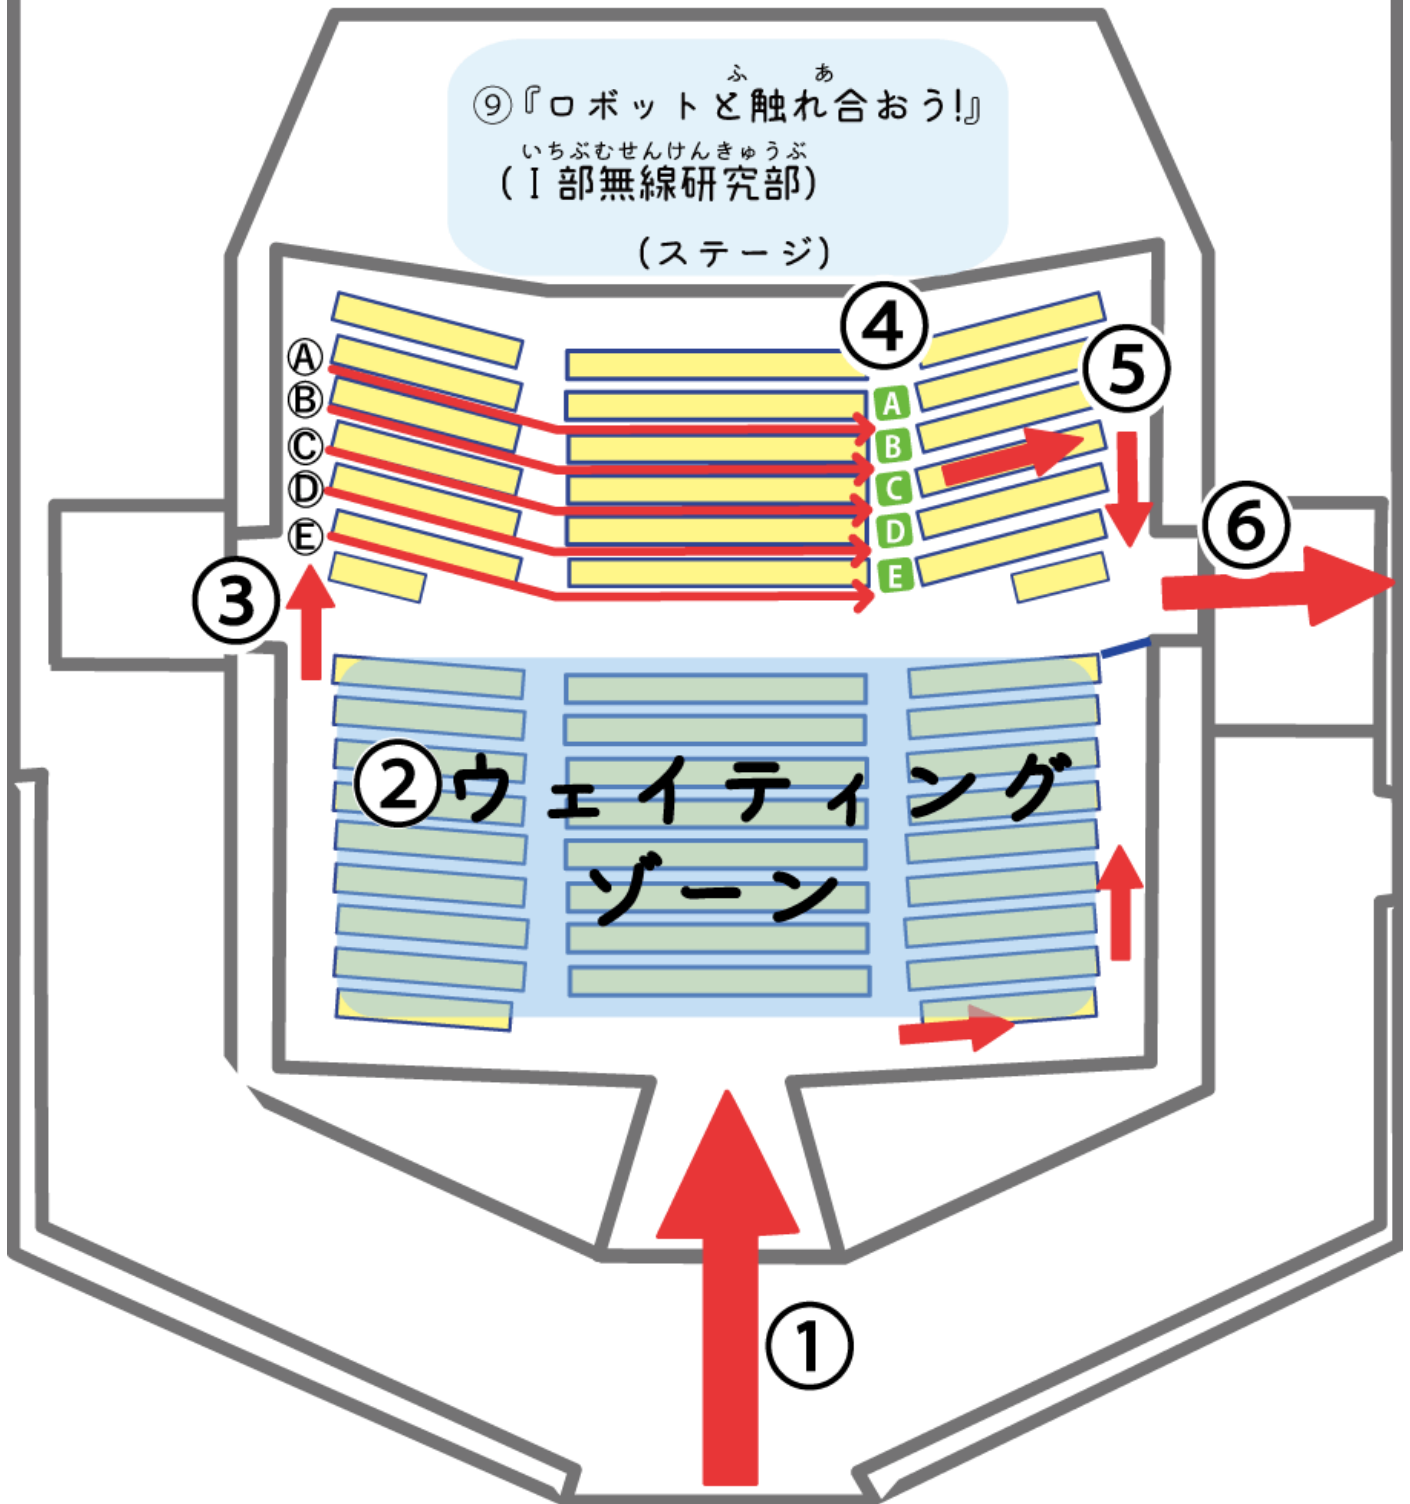 ふ あ
⑨『ロボットと触れ合おう!』
いちぶむせんけんきゅうぶ
(Ⅰ部無線研究部)
(ステージ)
④
⑤
Ⓐ
Ⓑ
Ⓒ
Ⓓ
Ⓔ
A
B
C
D
E
⑥
③
②ウェイティング
ゾーン
①